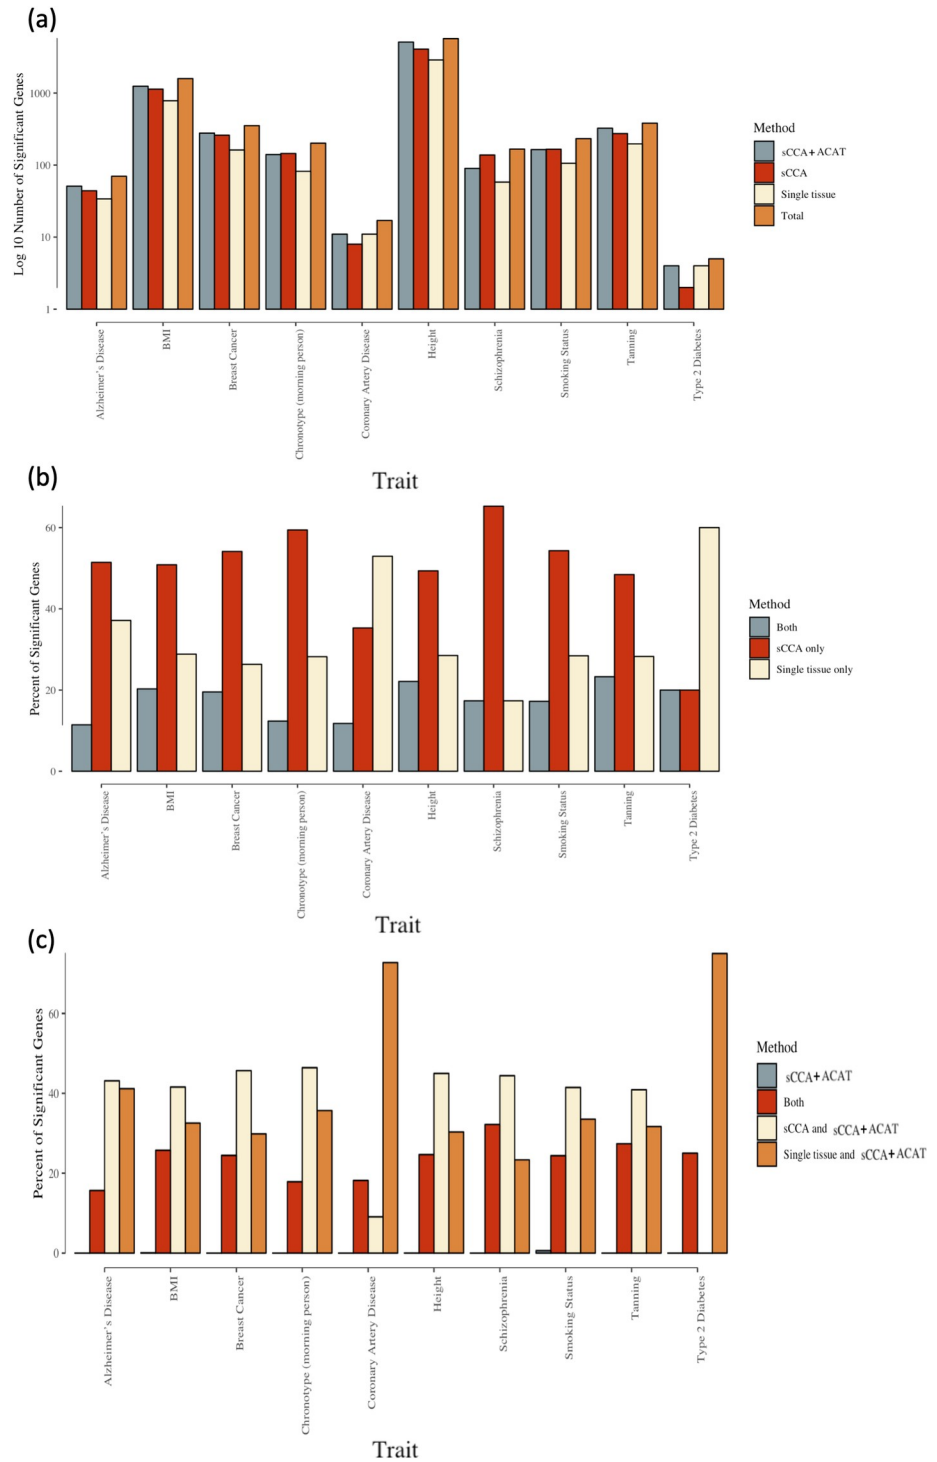 (a)
Log 10 Number of Significant Genes
1000
100
10
1
Alzheimer's Disease
BMI
Breast Cancer
Chronotype (morning person)
Coronary Artery Disease
Height
Schizophrenia
Smoking Status
Tanning
Type 2 Diabetes
Trait
Method
sCCA+ACAT
sCCA
Single tissue
Total
(b)
Percent of Significant Genes
60
40
20
0
Alzheimer's Disease
BMI
Breast Cancer
Chronotype (morning person)
Coronary Artery Disease
Height
Schizophrenia
Smoking Status
Tanning
Type 2 Diabetes
Trait
Method
Both
sCCA only
Single tissue only
(c)
Percent of Significant Genes
60
40
20
0
Alzheimer's Disease
BMI
Breast Cancer
Chronotype (morning person)
Coronary Artery Disease
Height
Schizophrenia
Smoking Status
Tanning
Type 2 Diabetes
Trait
Method
sCCA+ACAT
Both
sCCA and sCCA+ACAT
Single tissue and sCCA+ACAT